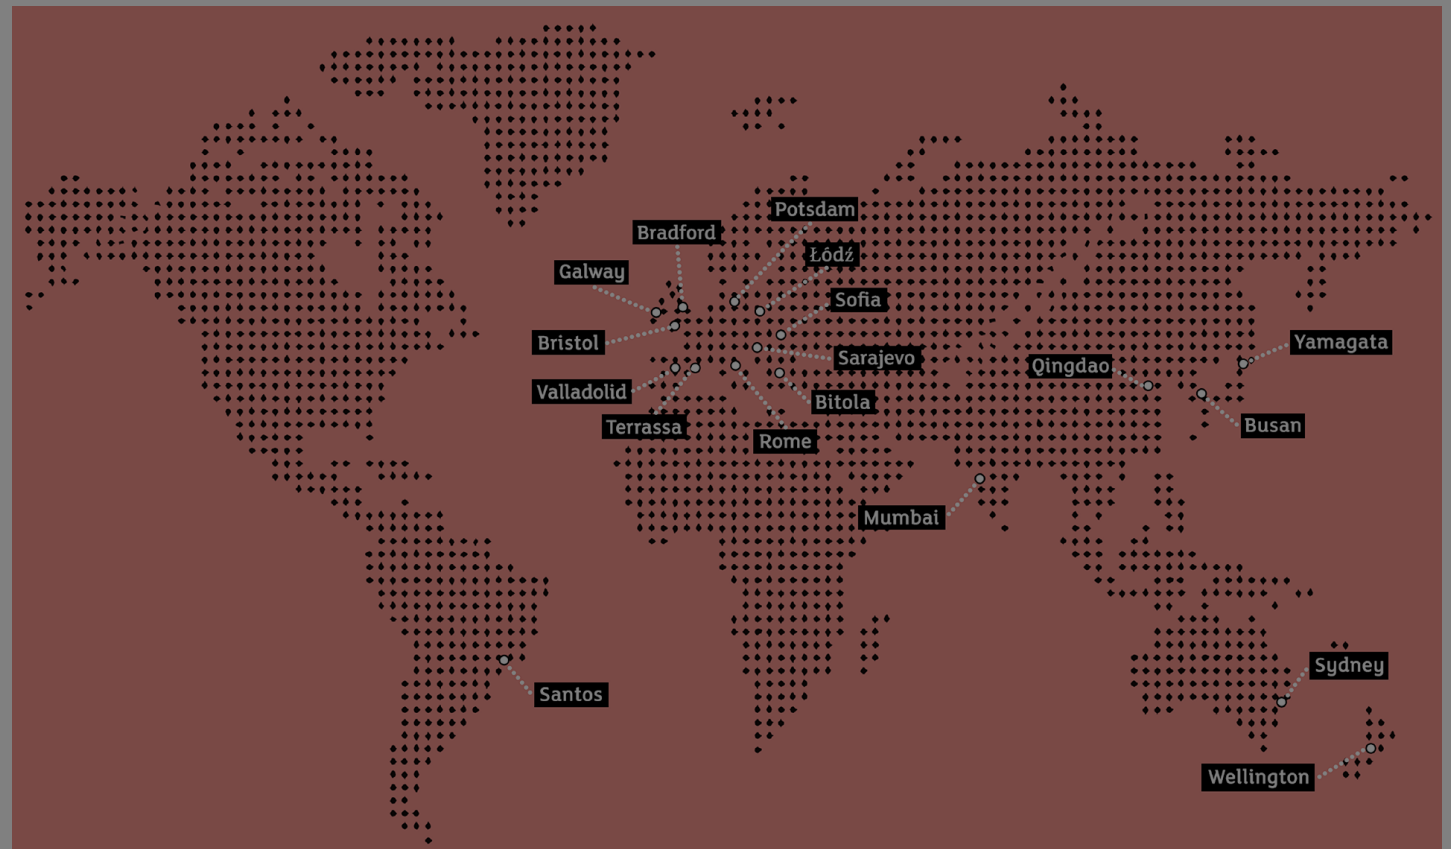 Potsdam
Bradford
Łódź
Galway
Sofia
Bristol
Yamagata
Sarajevo
Qingdao
Valladolid
Bitola
Terrassa
Busan
Rome
Mumbai
Sydney
Santos
Wellington